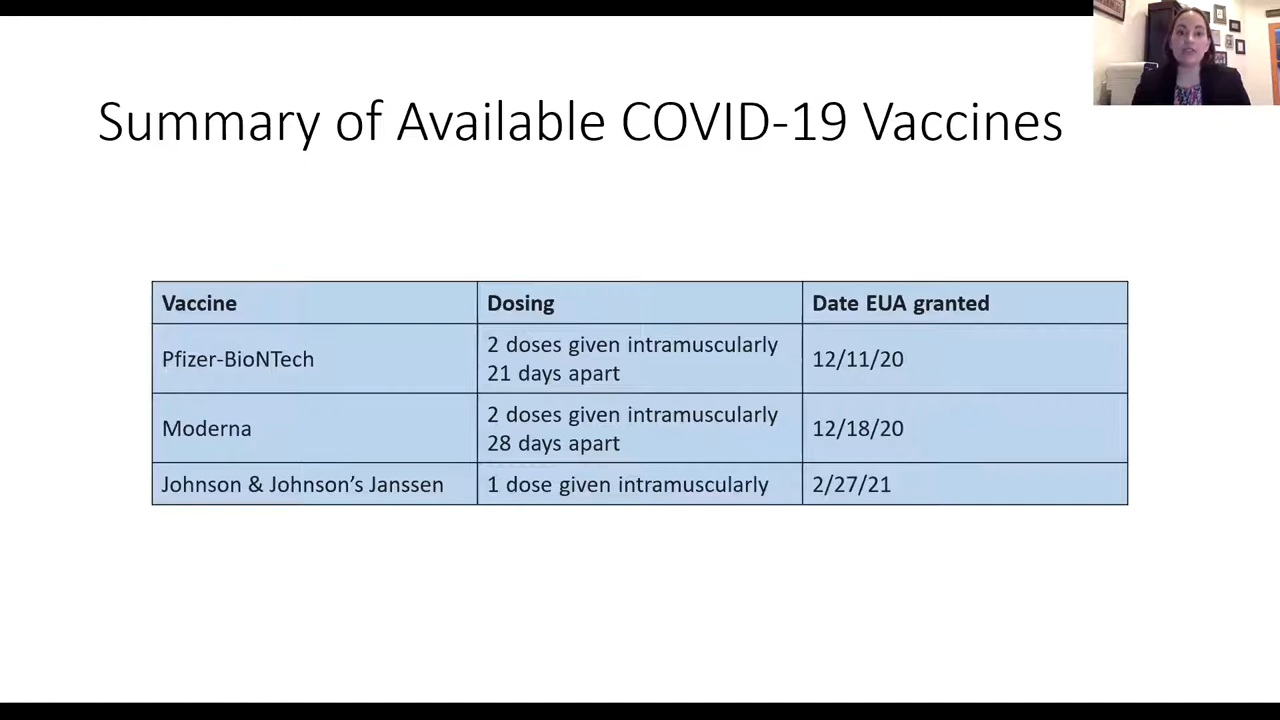 Summary of Available COVID-19 Vaccines
Vaccine
Dosing
Date EUA granted
Pfizer-BioNTech
2 doses given intramuscularly
21 days apart
12/11/20
Moderna
2 doses given intramuscularly
28 days apart
12/18/20
Johnson & Johnson’s Janssen
1 dose given intramuscularly
2/27/21